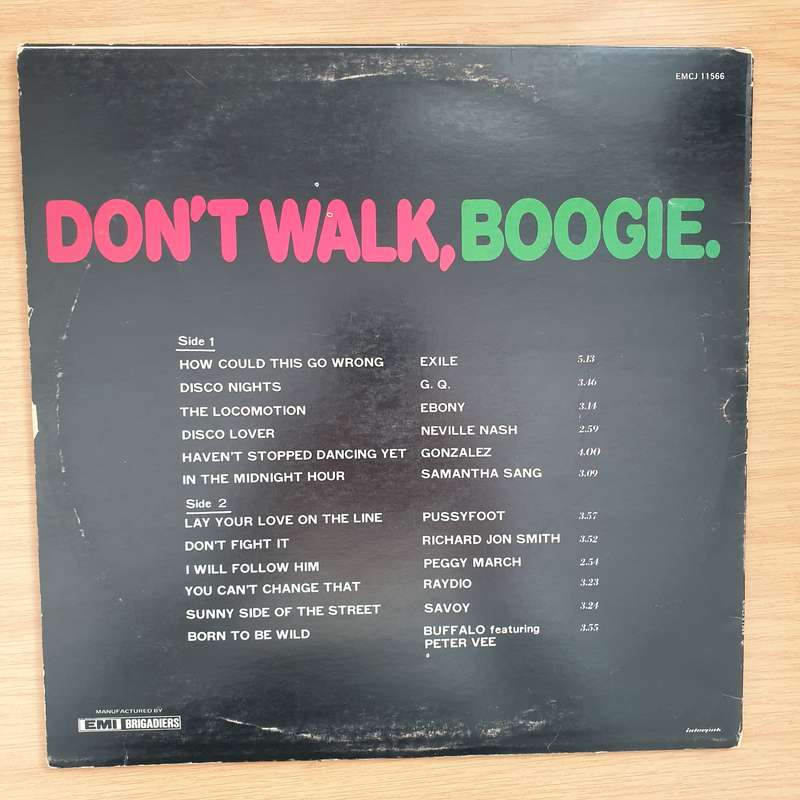 EMCJ 11566
DON'T WALK, BOOGIE.
Side 1
HOW COULD THIS GO WRONG EXILE 5.13
DISCO NIGHTS G. Q. 3.46
THE LOCOMOTION EBONY 3.14
DISCO LOVER NEVILLE NASH 2.59
HAVEN'T STOPPED DANCING YET GONZALEZ 4.00
IN THE MIDNIGHT HOUR SAMANTHA SANG 3.09
Side 2
LAY YOUR LOVE ON THE LINE PUSSYFOOT 3.57
DON'T FIGHT IT RICHARD JON SMITH 3.52
I WILL FOLLOW HIM PEGGY MARCH 2.54
YOU CAN'T CHANGE THAT RAYDIO 3.23
SUNNY SIDE OF THE STREET SAVOY 3.24
BORN TO BE WILD BUFFALO featuring 3.55
PETER VEE
MANUFACTURED BY
EMI BRIGADIERS